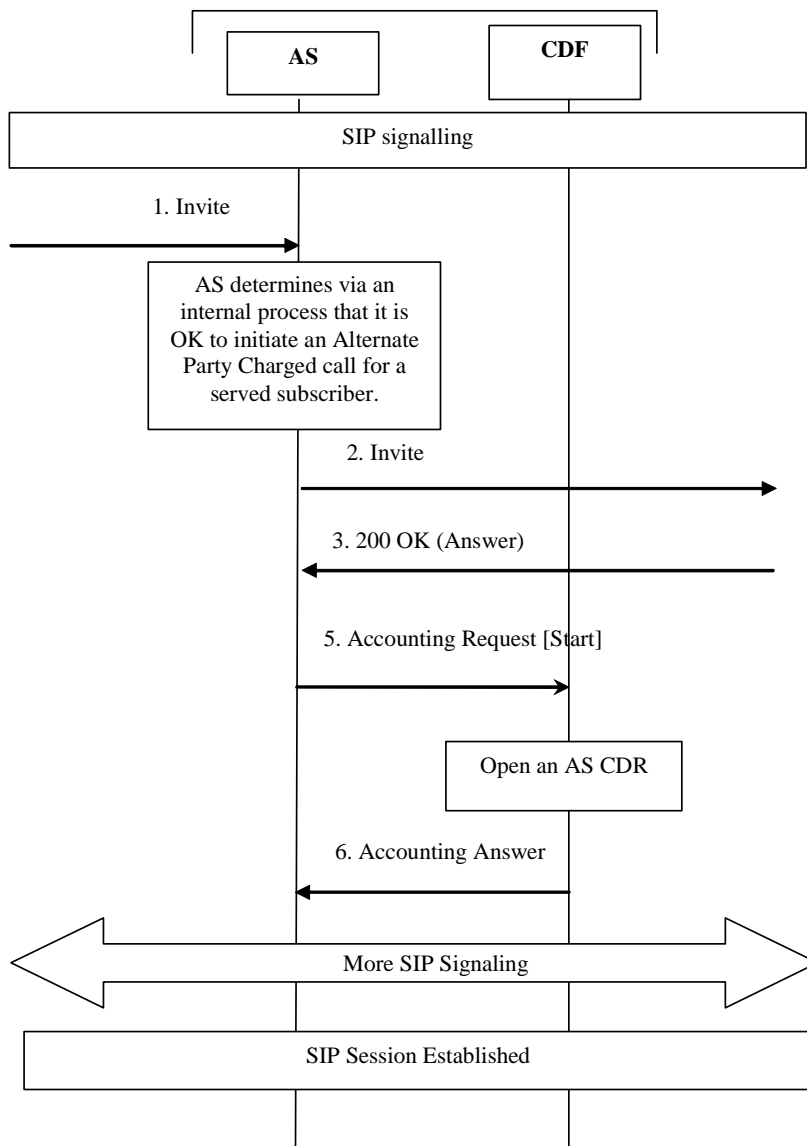 AS
CDF
SIP signalling
1. Invite
AS determines via an
internal process that it is
OK to initiate an Alternate
Party Charged call for a
served subscriber.
2. Invite
3. 200 OK (Answer)
5. Accounting Request [Start]
Open an AS CDR
6. Accounting Answer
More SIP Signaling
SIP Session Established